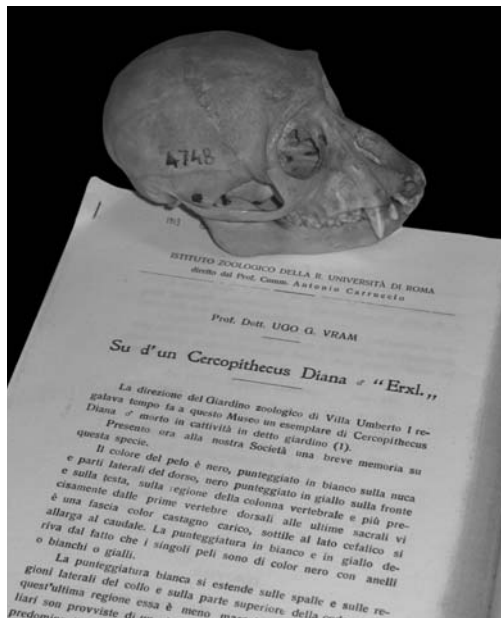 4748
1913
ISTITUTO ZOOLOGICO DELLA R. UNIVERSITÀ DI ROMA
diretto dal Prof. Comm. Antonio Carruccio
Prof. Dott. UGO G. VRAM
Su d'un Cercopithecus Diana ♂ "Erxl.„
La direzione del Giardino zoologico di Villa Umberto I re-
galava tempo fa a questo Museo un esemplare di Cercopithecus
Diana ♂ morto in cattività in detto giardino (1).
Presento ora alla nostra Società una breve memoria su
questa specie.
Il colore del pelo è nero, punteggiato in bianco sulla nuca
e parti laterali del dorso, nero punteggiato in giallo sulla fronte
e sulla testa, sulla regione della colonna vertebrale e più pre-
cisamente dalle prime vertebre dorsali alle ultime sacrali vi
è una fascia color castagno carico, sottile al lato cefalico si
allarga al caudale. La punteggiatura in bianco e in giallo de-
riva dal fatto che i singoli peli sono di color nero con anelli
o bianchi o gialli.
La punteggiatura bianca si estende sulle spalle e sulle re-
gioni laterali del collo e sulla parte superiore della
quest'ultima regione essa è meno
liari son provviste di